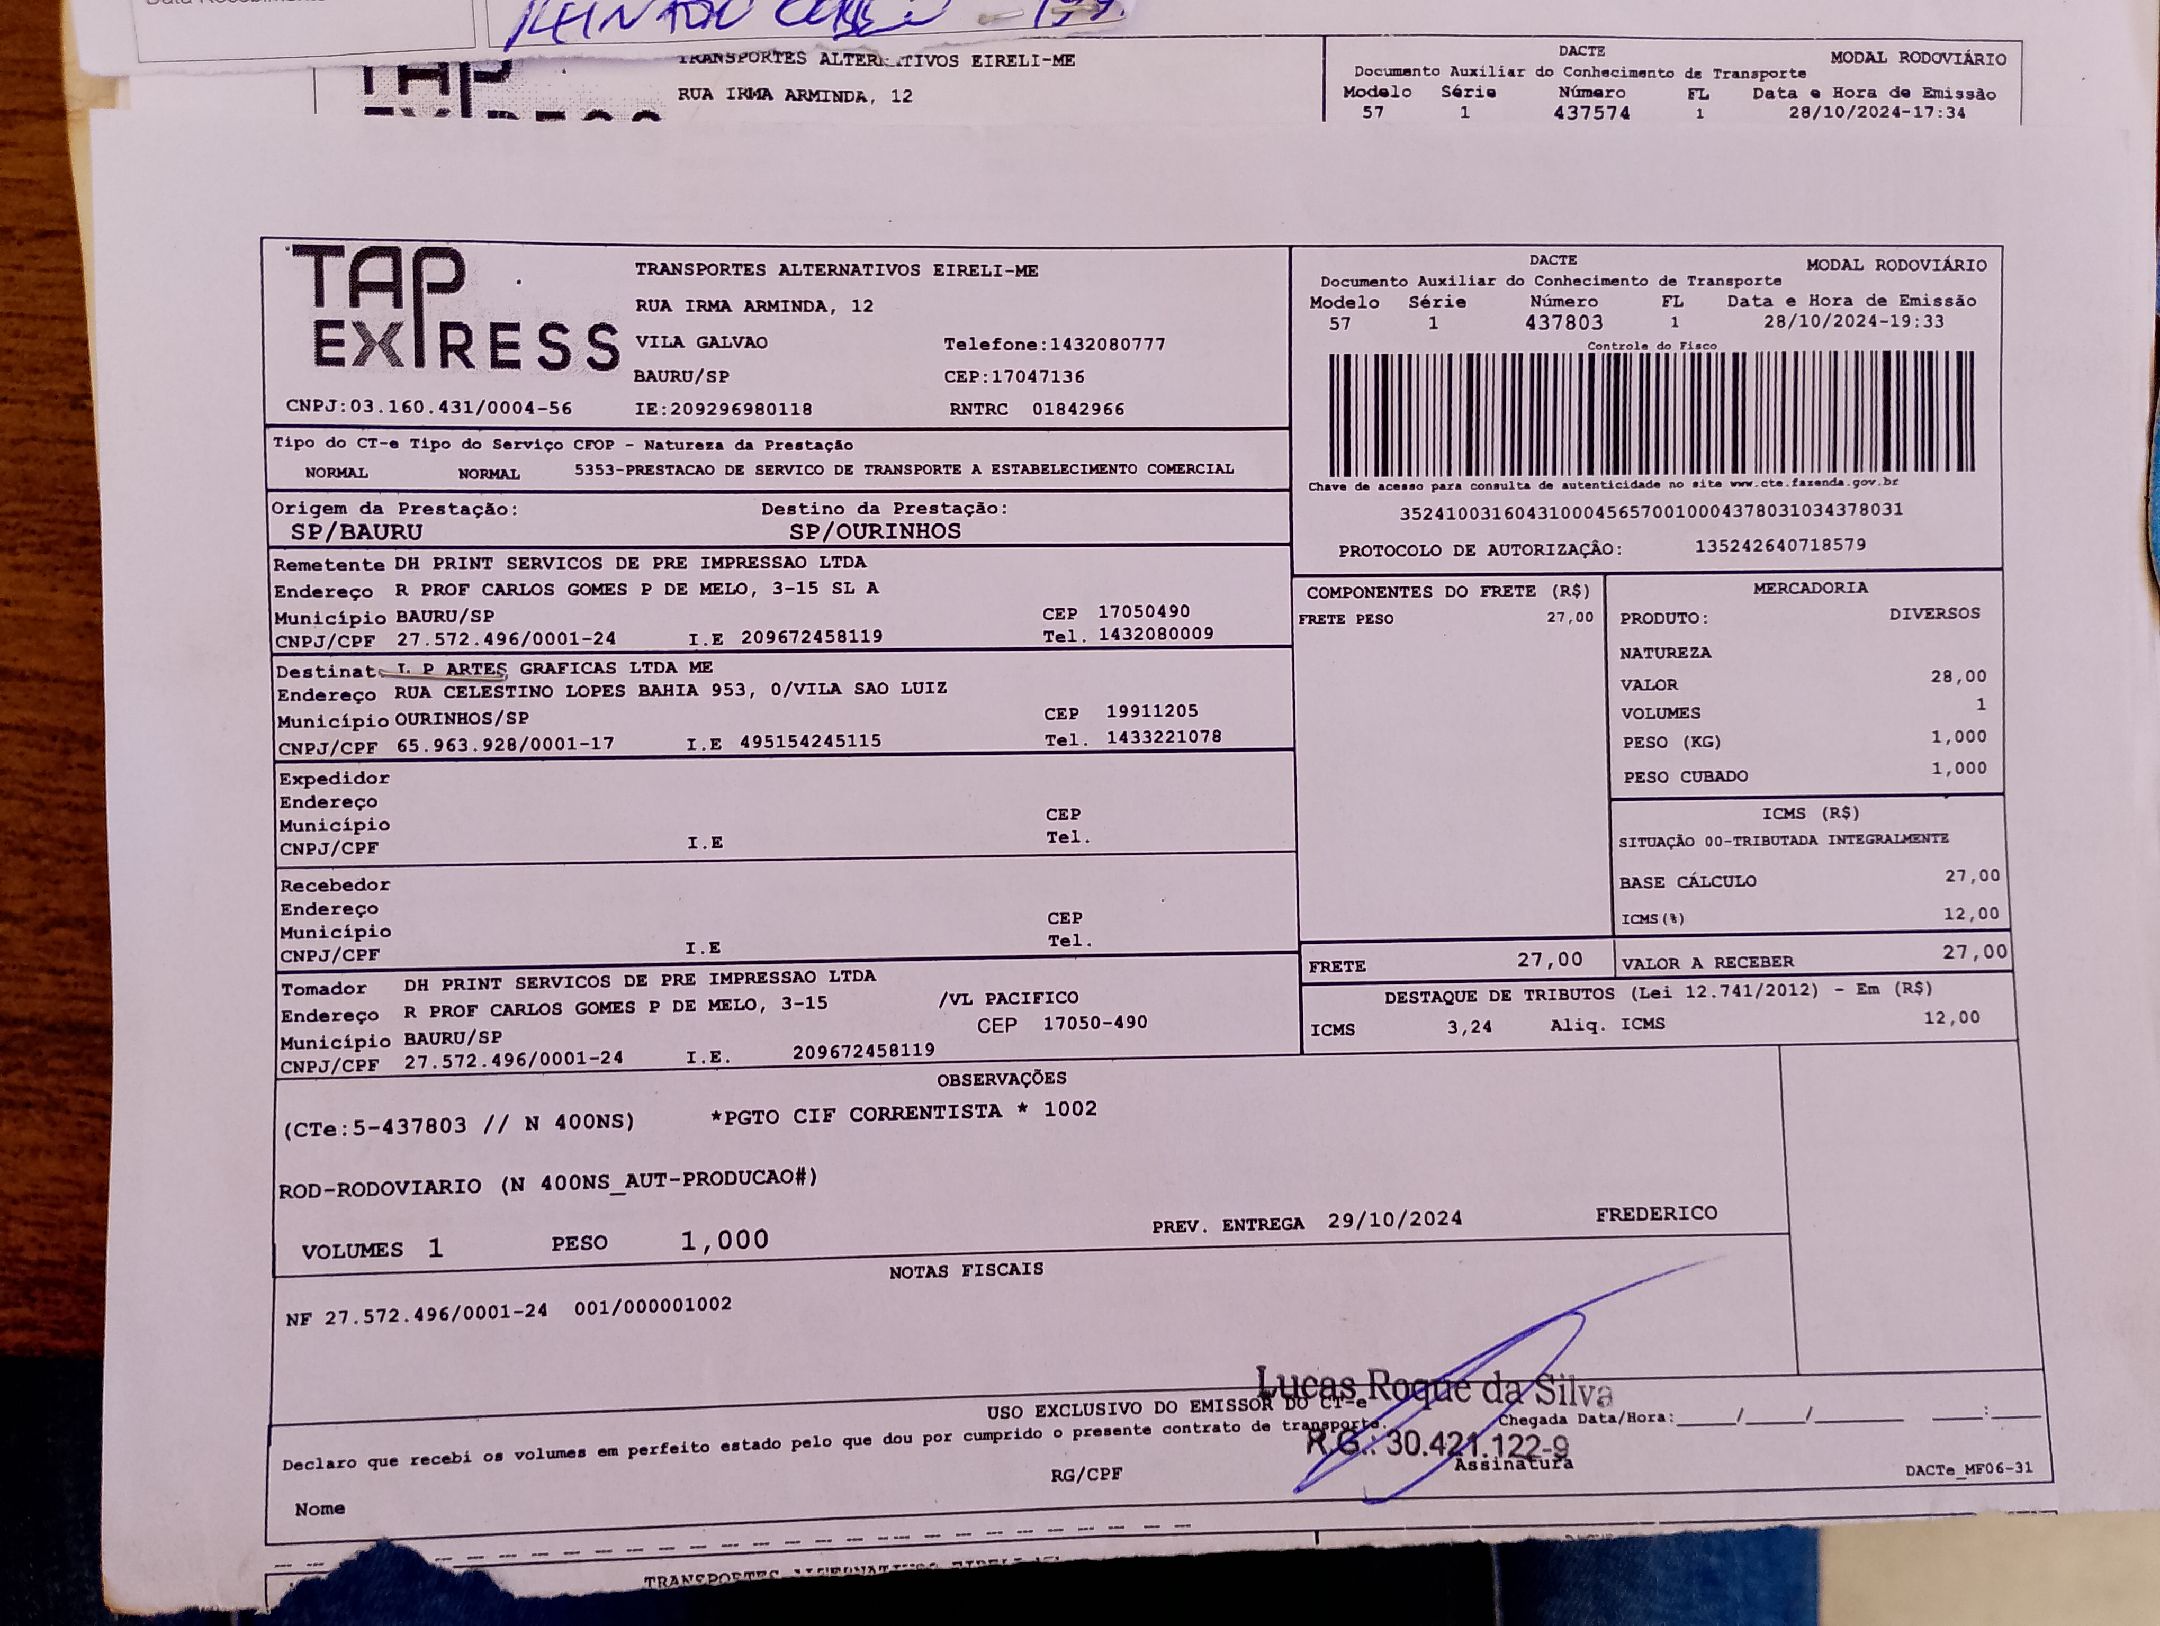 TRANSPORTES ALTERNATIVOS EIRELI-ME
RUA IRMA ARMINDA, 12
DACTE
MODAL RODOVIÁRIO
Documento Auxiliar do Conhecimento de Transporte
Modelo Série Número FL Data e Hora de Emissão
57 1 437574 1 28/10/2024-17:34
TAP EXPRESS
TRANSPORTES ALTERNATIVOS EIRELI-ME
RUA IRMA ARMINDA, 12
VILA GALVAO Telefone:1432080777
BAURU/SP CEP:17047136
CNPJ:03.160.431/0004-56 IE:209296980118 RNTRC 01842966
DACTE
MODAL RODOVIÁRIO
Documento Auxiliar do Conhecimento de Transporte
Modelo Série Número FL Data e Hora de Emissão
57 1 437803 1 28/10/2024-19:33
Controle do Fisco
Chave de acesso para consulta de autenticidade no site www.cte.fazenda.gov.br
35241003160431000456570010004378031034378031
PROTOCOLO DE AUTORIZAÇÂO: 135242640718579
Tipo do CT-e Tipo do Serviço CFOP - Natureza da Prestação
NORMAL NORMAL 5353-PRESTACAO DE SERVICO DE TRANSPORTE A ESTABELECIMENTO COMERCIAL
Origem da Prestação: Destino da Prestação:
SP/BAURU SP/OURINHOS
Remetente DH PRINT SERVICOS DE PRE IMPRESSAO LTDA
Endereço R PROF CARLOS GOMES P DE MELO, 3-15 SL A
Município BAURU/SP CEP 17050490
CNPJ/CPF 27.572.496/0001-24 I.E 209672458119 Tel. 1432080009
Destinat P ARTES GRAFICAS LTDA ME
Endereço RUA CELESTINO LOPES BAHIA 953, 0/VILA SAO LUIZ
Município OURINHOS/SP CEP 19911205
CNPJ/CPF 65.963.928/0001-17 I.E 495154245115 Tel. 1433221078
Expedidor
Endereço
Município CEP
CNPJ/CPF I.E Tel.
Recebedor
Endereço
Município CEP
CNPJ/CPF I.E Tel.
Tomador DH PRINT SERVICOS DE PRE IMPRESSAO LTDA
Endereço R PROF CARLOS GOMES P DE MELO, 3-15 /VL PACIFICO
Município BAURU/SP CEP 17050-490
CNPJ/CPF 27.572.496/0001-24 I.E. 209672458119
COMPONENTES DO FRETE (R$)
FRETE PESO 27,00
MERCADORIA
PRODUTO: DIVERSOS
NATUREZA
VALOR 28,00
VOLUMES 1
PESO (KG) 1,000
PESO CUBADO 1,000
ICMS (R$)
SITUAÇÃO 00-TRIBUTADA INTEGRALMENTE
BASE CÁLCULO 27,00
ICMS(%) 12,00
FRETE 27,00 VALOR A RECEBER 27,00
DESTAQUE DE TRIBUTOS (Lei 12.741/2012) - Em (R$)
ICMS 3,24 Aliq. ICMS 12,00
OBSERVAÇÕES
(CTe:5-437803 // N 400NS) *PGTO CIF CORRENTISTA * 1002
ROD-RODOVIARIO (N 400NS_AUT-PRODUCAO#)
VOLUMES 1 PESO 1,000 PREV. ENTREGA 29/10/2024 FREDERICO
NOTAS FISCAIS
NF 27.572.496/0001-24 001/000001002
Lucas Roque da Silva
USO EXCLUSIVO DO EMISSOR DO CT-e
Chegada Data/Hora:____/____/______ ___:___
Declaro que recebi os volumes em perfeito estado pelo que dou por cumprido o presente contrato de transporte.
R.G.: 30.421.122-9
RG/CPF Assinatura
DACTe_MF06-31
Nome